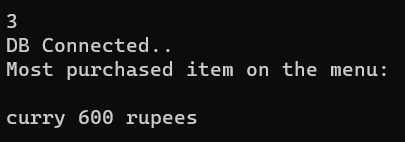 3
DB Connected..
Most purchased item on the menu:
curry 600 rupees